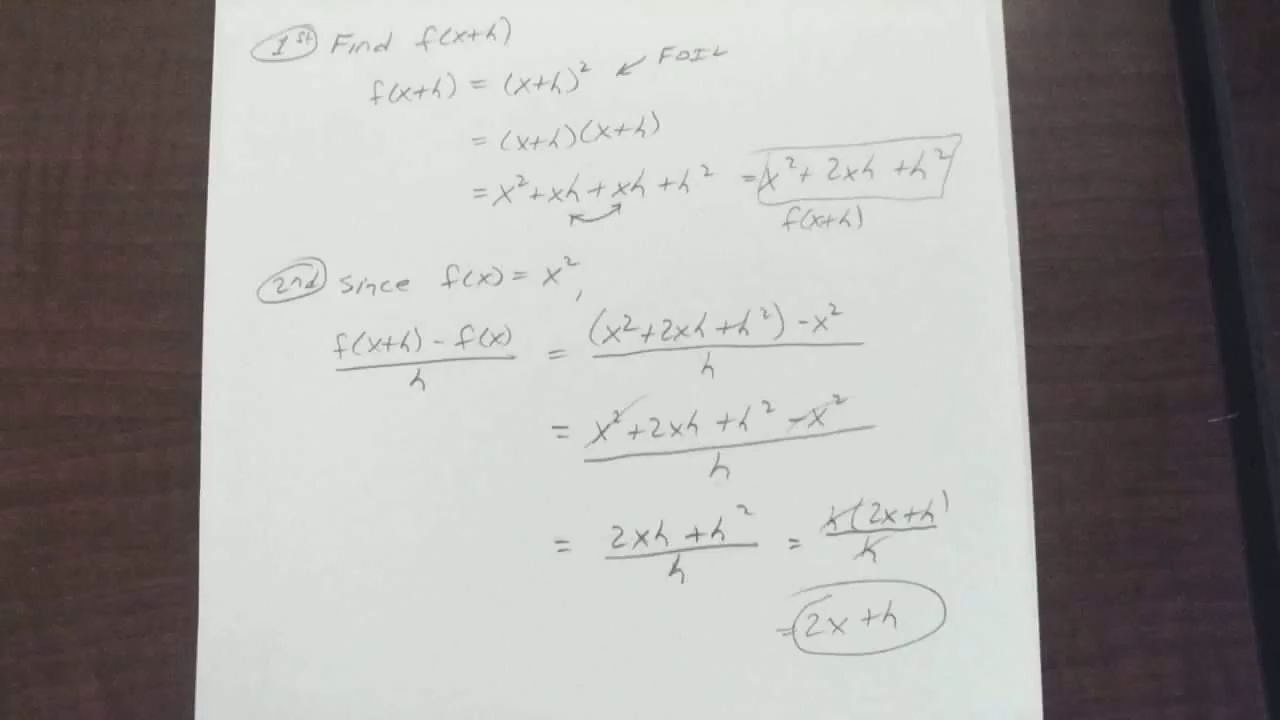 1st Find f(x+h)
f(x+h) = (x+h)² ↙ FOIL
= (x+h)(x+h)
= x² + xh + xh + h² = x² + 2xh + h²
f(x+h)
2nd Since f(x) = x²,
f(x+h) - f(x) / h = (x² + 2xh + h²) - x² / h
= x² + 2xh + h² - x² / h
= 2xh + h² / h = h(2x+h) / h
= 2x + h